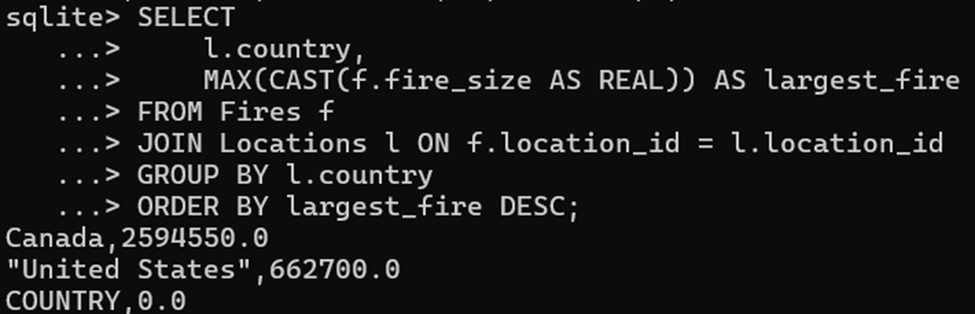 sqlite> SELECT
   ...>     l.country,
   ...>     MAX(CAST(f.fire_size AS REAL)) AS largest_fire
   ...> FROM Fires f
   ...> JOIN Locations l ON f.location_id = l.location_id
   ...> GROUP BY l.country
   ...> ORDER BY largest_fire DESC;
Canada,2594550.0
"United States",662700.0
COUNTRY,0.0